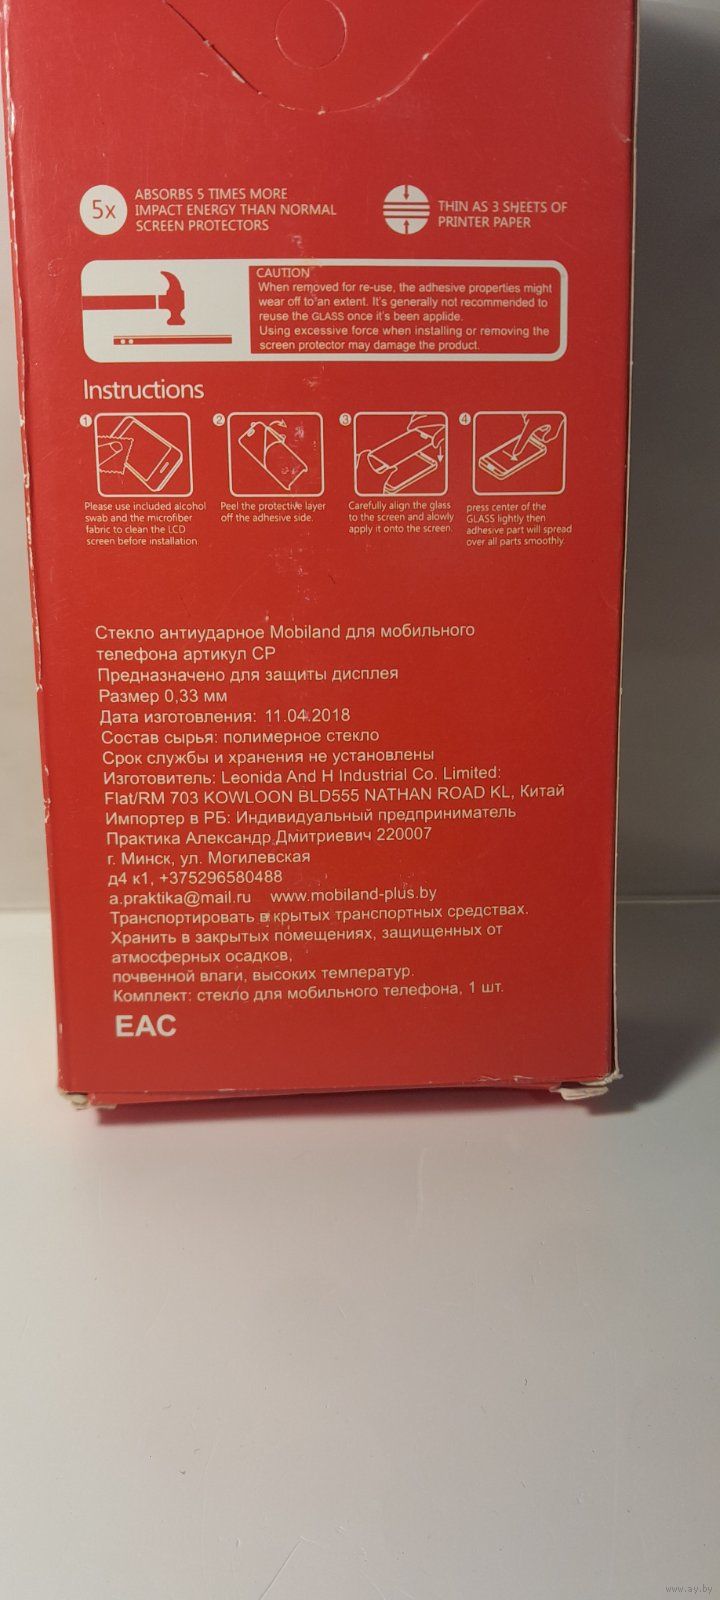 5x
ABSORBS 5 TIMES MORE
IMPACT ENERGY THAN NORMAL
SCREEN PROTECTORS
THIN AS 3 SHEETS OF
PRINTER PAPER
CAUTION
When removed for re-use, the adhesive properties might
wear off to an extent. It's generally not recommended to
reuse the GLASS once it's been applide.
Using excessive force when installing or removing the
screen protector may damage the product.
Instructions
1
Please use included alcohol
swab and the microfiber
fabric to clean the LCD
screen before installation.
2
Peel the protective layer
off the adhesive side.
3
Carefully align the glass
to the screen and alowly
apply it onto the screen.
4
press center of the
GLASS lightly then
adhesive part will spread
over all parts smoothly.
Стекло антиударное Mobiland для мобильного
телефона артикул СР
Предназначено для защиты дисплея
Размер 0,33 мм
Дата изготовления: 11.04.2018
Состав сырья: полимерное стекло
Срок службы и хранения не установлены
Изготовитель: Leonida And H Industrial Co. Limited:
Flat/RM 703 KOWLOON BLD555 NATHAN ROAD KL, Китай
Импортер в РБ: Индивидуальный предприниматель
Практика Александр Дмитриевич 220007
г. Минск, ул. Могилевская
д4 к1, +375296580488
a.praktika@mail.ru www.mobiland-plus.by
Транспортировать в крытых транспортных средствах.
Хранить в закрытых помещениях, защищенных от
атмосферных осадков,
почвенной влаги, высоких температур.
Комплект: стекло для мобильного телефона, 1 шт.
EAC
www.ay.by